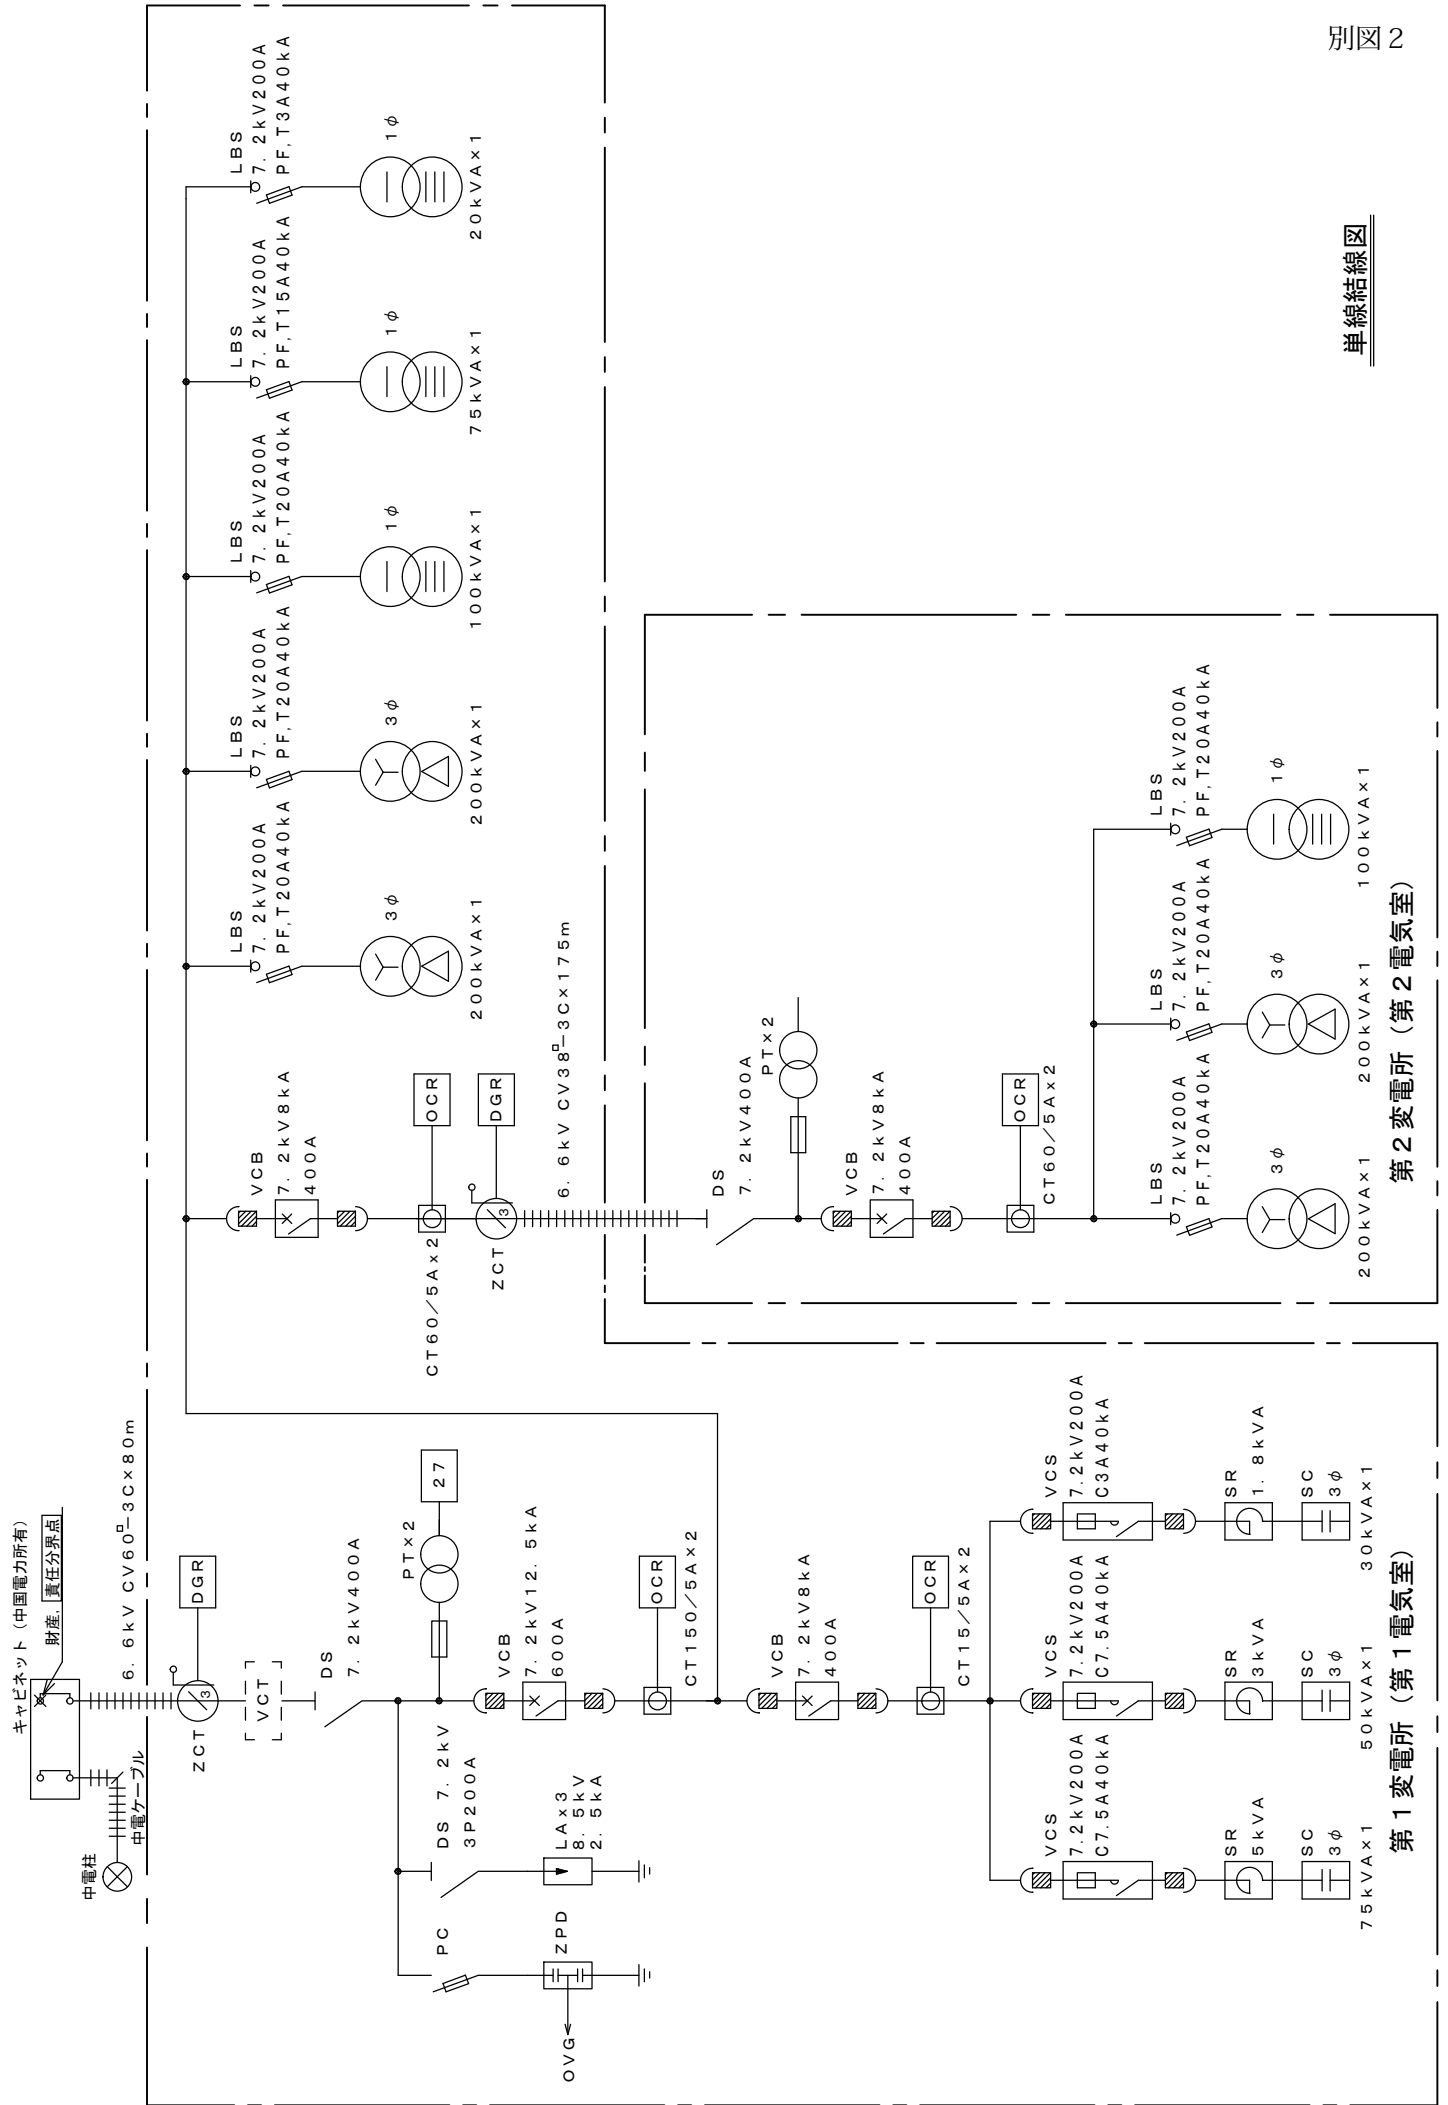 別図２
単線結線図
キャビネット（中国電力所有）
財産，責任分界点
中電柱
中電ケーブル
6．6kV CV60□－3C×80m
ZCT
3
DGR
VCT
DS
7．2kV400A
PT×2
27
DS 7．2kV
3P200A
LA×3
8．5kV
2．5kA
PC
ZPD
OVG
VCB
7．2kV12．5kA
600A
OCR
CT150／5A×2
VCB
7．2kV8kA
400A
OCR
CT15／5A×2
VCS
7.2kV200A
C7.5A40kA
SR
5kVA
SC
3φ
75kVA×1
VCS
7.2kV200A
C7.5A40kA
SR
3kVA
SC
3φ
50kVA×1
VCS
7.2kV200A
C3A40kA
SR
1．8kVA
SC
3φ
30kVA×1
第１変電所（第１電気室）
VCB
7．2kV8kA
400A
OCR
CT60／5A×2
DGR
ZCT
3
6．6kV CV38□－3C×175m
LBS
7．2kV200A
PF,T20A40kA
3φ
200kVA×1
LBS
7．2kV200A
PF,T20A40kA
3φ
200kVA×1
LBS
7．2kV200A
PF,T20A40kA
1φ
100kVA×1
LBS
7．2kV200A
PF,T15A40kA
1φ
75kVA×1
LBS
7．2kV200A
PF,T3A40kA
1φ
20kVA×1
DS
7．2kV400A
PT×2
VCB
7．2kV8kA
400A
OCR
CT60／5A×2
LBS
7．2kV200A
PF,T20A40kA
3φ
200kVA×1
LBS
7．2kV200A
PF,T20A40kA
3φ
200kVA×1
LBS
7．2kV200A
PF,T20A40kA
1φ
100kVA×1
第２変電所（第２電気室）